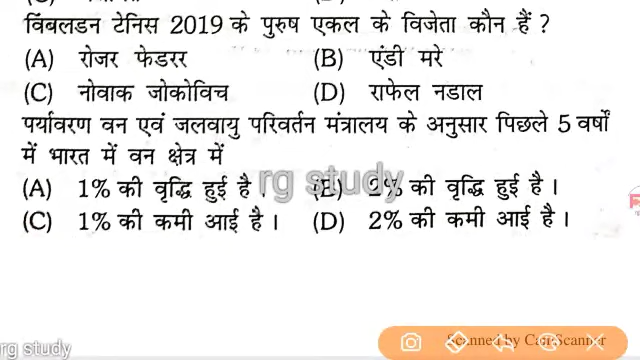 विंबलडन टेनिस 2019 के पुरुष एकल के विजेता कौन हैं ?
(A) रोजर फेडरर (B) एंडी मरे
(C) नोवाक जोकोविच (D) राफेल नडाल
पर्यावरण वन एवं जलवायु परिवर्तन मंत्रालय के अनुसार पिछले 5 वर्षों
में भारत में वन क्षेत्र में
rg study
(A) 1% की वृद्धि हुई है । (B) 2% की वृद्धि हुई है ।
(C) 1% की कमी आई है । (D) 2% की कमी आई है ।
Scanned by CamScanner
rg study